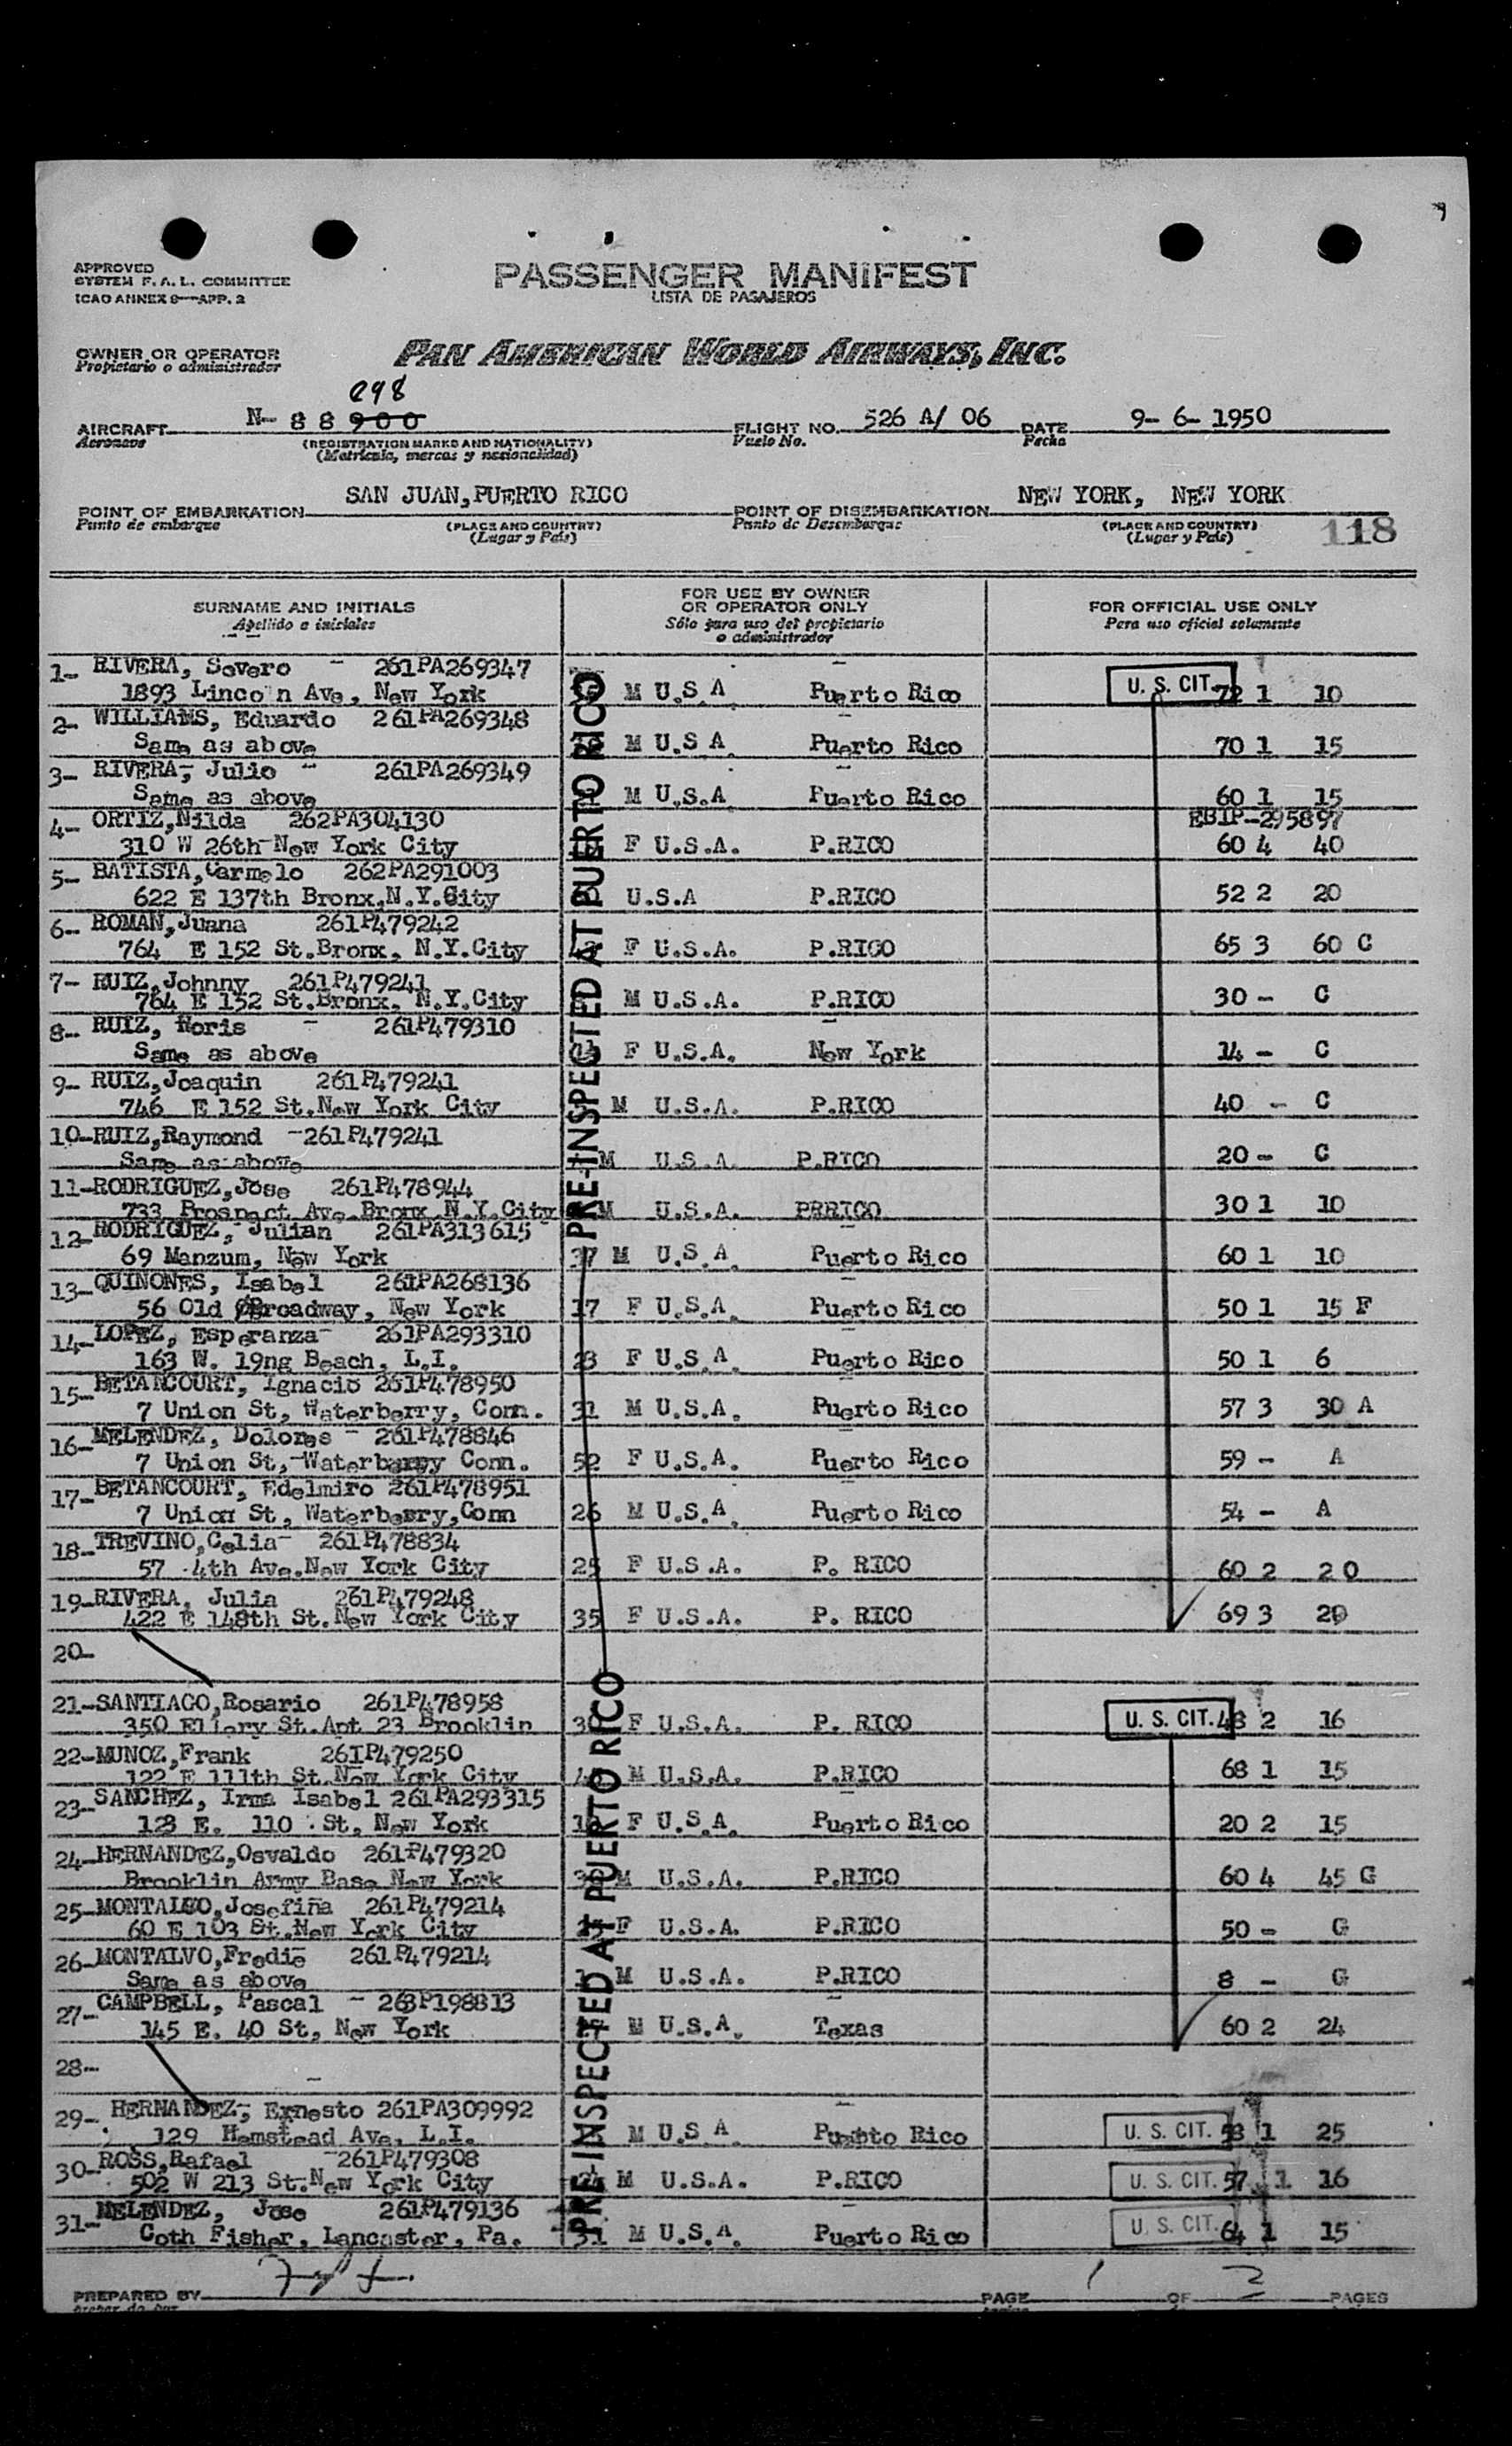 APPROVED
SYSTEM F. A. L. COMMITTEE
ICAO ANNEX 9—APP. 2
PASSENGER MANIFEST
LISTA DE PASAJEROS
OWNER OR OPERATOR
Propietario o administrador
PAN AMERICAN WORLD AIRWAYS, INC.
898
AIRCRAFT N- 8 8 9 0 0 FLIGHT NO. 526 A/ 06 DATE 9- 6- 1950
Aeronave (REGISTRATION MARKS AND NATIONALITY) Vuelo No. Fecha
(Matricula, marcas y nacionalidad)
POINT OF EMBARKATION SAN JUAN, PUERTO RICO POINT OF DISEMBARKATION NEW YORK, NEW YORK
Punto de embarque (PLACE AND COUNTRY) Punto de Desembarque (PLACE AND COUNTRY)
(Lugar y País) (Lugar y País) 118
SURNAME AND INITIALS FOR USE BY OWNER OR OPERATOR ONLY FOR OFFICIAL USE ONLY
Apellido e iniciales Sólo para uso del propietario o administrador Para uso oficial solamente
PRE-INSPECTED AT PUERTO RICO
1- RIVERA, Severo - 261PA269347
1893 Lincoln Ave, New York M U.S.A. Puerto Rico U. S. CIT. 72 1 10
2- WILLIAMS, Eduardo 261PA269348
Same as above M U.S.A. Puerto Rico 70 1 15
3- RIVERA, Julio - 261PA269349
Same as above M U.S.A. Puerto Rico 60 1 15
4- ORTIZ,Nilda 262PA304130 EBIP-295897
310 W 26th New York City F U.S.A. P.RICO 60 4 40
5- BATISTA,Carmelo 262PA291003
622 E 137th Bronx,N.Y.City U.S.A P.RICO 52 2 20
6- ROMAN,Juana 261P479242
764 E 152 St.Bronx, N.Y.City F U.S.A. P.RICO 65 3 60 C
7- RUIZ,Johnny 261P479241
764 E 152 St.Bronx, N.Y.City M U.S.A. P.RICO 30 - C
8- RUIZ, Noris - 261P479310
Same as above F U.S.A. New York 14 - C
9- RUIZ,Joaquin 261P479241
746 E 152 St.New York City M U.S.A. P.RICO 40 - C
10-RUIZ,Raymond -261P479241
Same as above M U.S.A. P.RICO 20 - C
11-RODRIGUEZ,Jose 261P478944
733 Prospect Ave Bronx N.Y.City M U.S.A. PRRICO 30 1 10
12-RODRIGUEZ, Julian 261PA313615
69 Manzum, New York 37 M U.S.A. Puerto Rico 60 1 10
13-QUINONES, Isabel 261PA268136
56 Old Broadway, New York 17 F U.S.A. Puerto Rico 50 1 15 F
14-LOPEZ, Esperanza- 261PA293310
163 W. 19ng Beach, L.I. 23 F U.S.A. Puerto Rico 50 1 6
15-BETANCOURT, Ignacio 261P478950
7 Union St, Waterberry, Conn. 31 M U.S.A. Puerto Rico 57 3 30 A
16-MELENDEZ, Dolores - 261P478846
7 Union St, Conn. 52 F U.S.A. Puerto Rico 59 - A
17-BETANCOURT, Edelmiro 261P478951
7 Union St, Conn 26 M U.S.A. Puerto Rico 54 - A
18-TREVINO,Celia- 261P478834
57 4th Ave.New York City 25 F U.S.A. P. RICO 60 2 20
19-RIVERA, Julia 261P479248
422 E 148th St.New York City 35 F U.S.A. P. RICO 69 3 20
20-
PRE-INSPECTED AT PUERTO RICO
21-SANTIAGO,Rosario 261P478958
350 Ellery St.Apt 23 Brooklin F U.S.A. P. RICO U. S. CIT. 48 2 16
22-MUNOZ,Frank 261P479250
122 E 111th St.New York City M U.S.A. P.RICO 68 1 15
23-SANCHEZ, Irma Isabel 261PA293315
123 E. 110 St, New York F U.S.A. Puerto Rico 20 2 15
24-HERNANDEZ,Osvaldo 261P479320
Brooklin Army Base New York M U.S.A. P.RICO 60 4 45 G
25-MONTALVO,Josefina 261P479214
60 E 103 St.New York City F U.S.A. P.RICO 50 - G
26-MONTALVO,Fredie 261P479214
Same as above M U.S.A. P.RICO 8 - G
27-CAMPBELL, Pascal - 263P198813
145 E. 40 St, New York M U.S.A. Texas 60 2 24
28-
29- HERNANDEZ, Ernesto 261PA309992
129 Hemstead Ave, L.I. M U.S.A. Puerto Rico U. S. CIT. 53 1 25
30-ROSS,Rafael -261P479308
502 W 213 St.New York City M U.S.A. P.RICO U. S. CIT. 57 1 16
31-MELENDEZ, Jose 261P479136
Coth Fisher, Lancaster, Pa. 31 M U.S.A. Puerto Rico U. S. CIT. 64 1 15
PREPARED BY PAGE 1 OF 2 PAGES